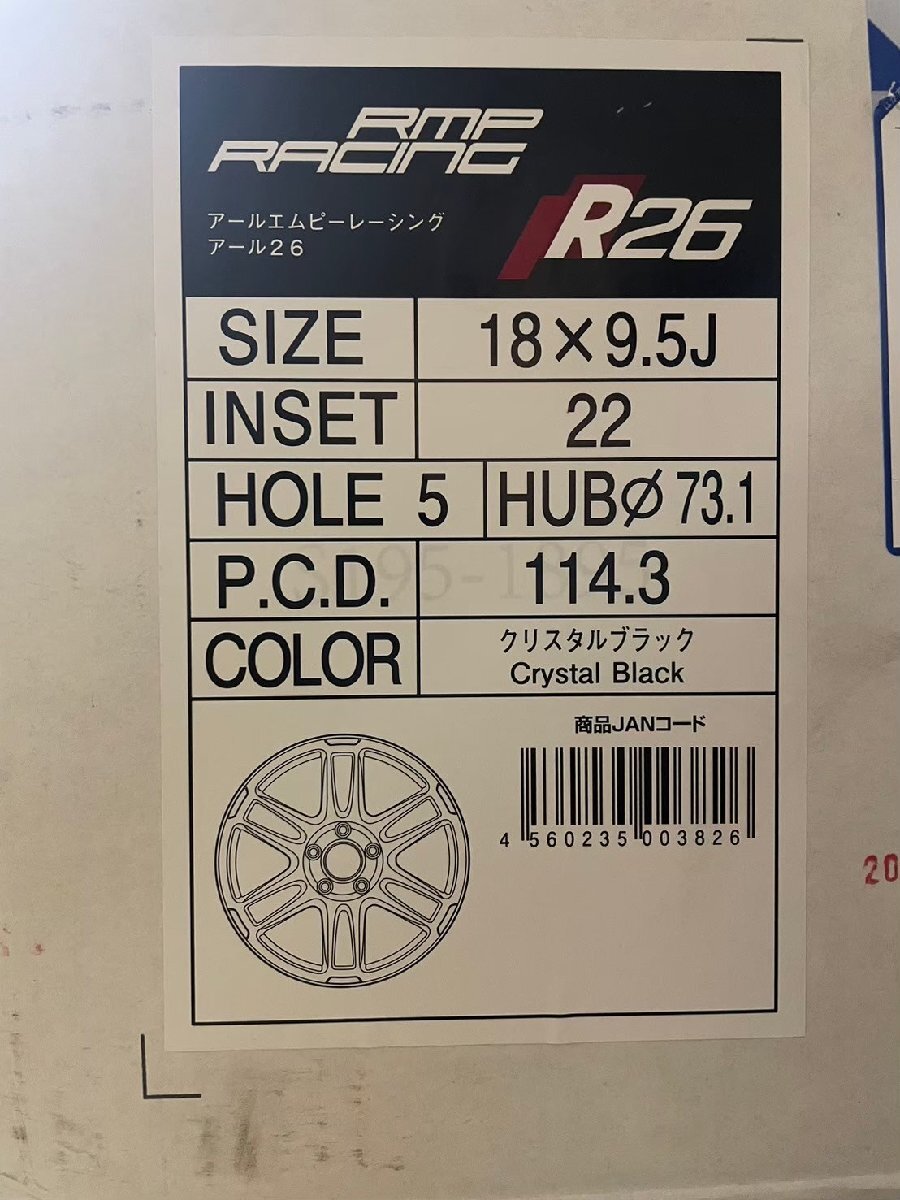 RMP
RACING
アールエムピーレーシング
アール26
R26
SIZE 18×9.5J
INSET 22
HOLE 5 HUBφ 73.1
P.C.D. 114.3
COLOR クリスタルブラック
Crystal Black
商品JANコード
4 560235 003826
20